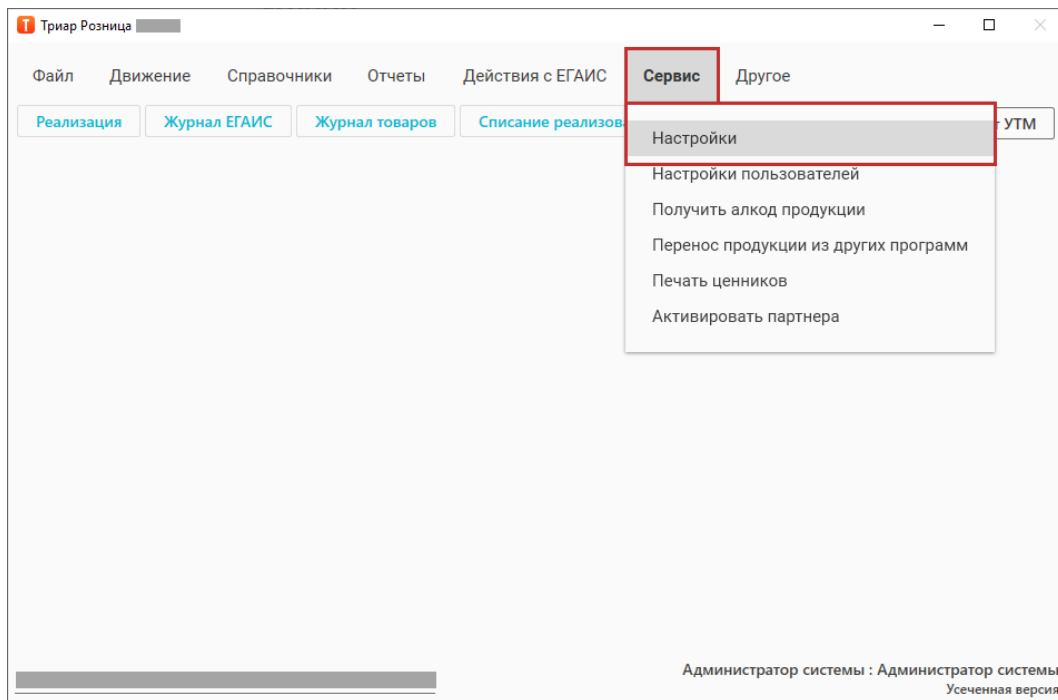 Триар Розница
Файл Движение Справочники Отчеты Действия с ЕГАИС Сервис Другое
Реализация Журнал ЕГАИС Журнал товаров Списание реализов УТМ
Настройки
Настройки пользователей
Получить алкод продукции
Перенос продукции из других программ
Печать ценников
Активировать партнера
Администратор системы : Администратор системы
Усеченная версия